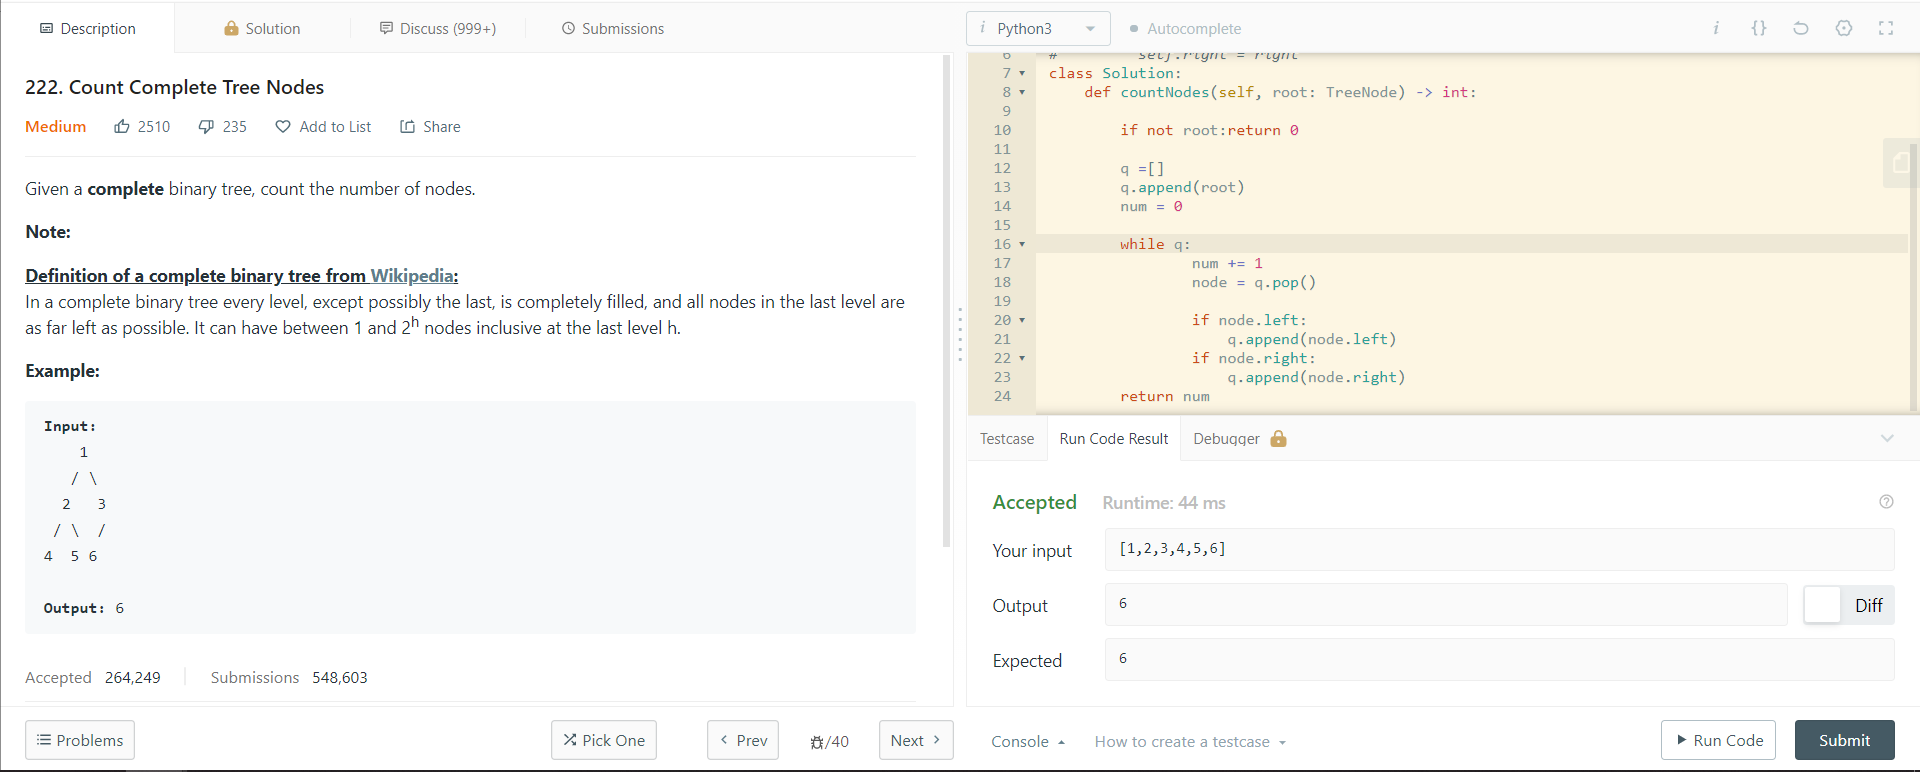 Description
Solution
Discuss (999+)
Submissions
222. Count Complete Tree Nodes
Medium 2510 235 Add to List Share
Given a complete binary tree, count the number of nodes.
Note:
Definition of a complete binary tree from Wikipedia:
In a complete binary tree every level, except possibly the last, is completely filled, and all nodes in the last level are
as far left as possible. It can have between 1 and 2h nodes inclusive at the last level h.
Example:
Input:
1
/ \
2 3
/ \ /
4 5 6
Output: 6
Accepted 264,249 Submissions 548,603
Problems
Pick One
Prev
/40
Next
i Python3
Autocomplete
i {}
6 # self.right = right
7 class Solution:
8 def countNodes(self, root: TreeNode) -> int:
9
10 if not root:return 0
11
12 q =[]
13 q.append(root)
14 num = 0
15
16 while q:
17 num += 1
18 node = q.pop()
19
20 if node.left:
21 q.append(node.left)
22 if node.right:
23 q.append(node.right)
24 return num
Testcase
Run Code Result
Debugger
Accepted Runtime: 44 ms
Your input [1,2,3,4,5,6]
Output 6 Diff
Expected 6
Console
How to create a testcase
Run Code
Submit